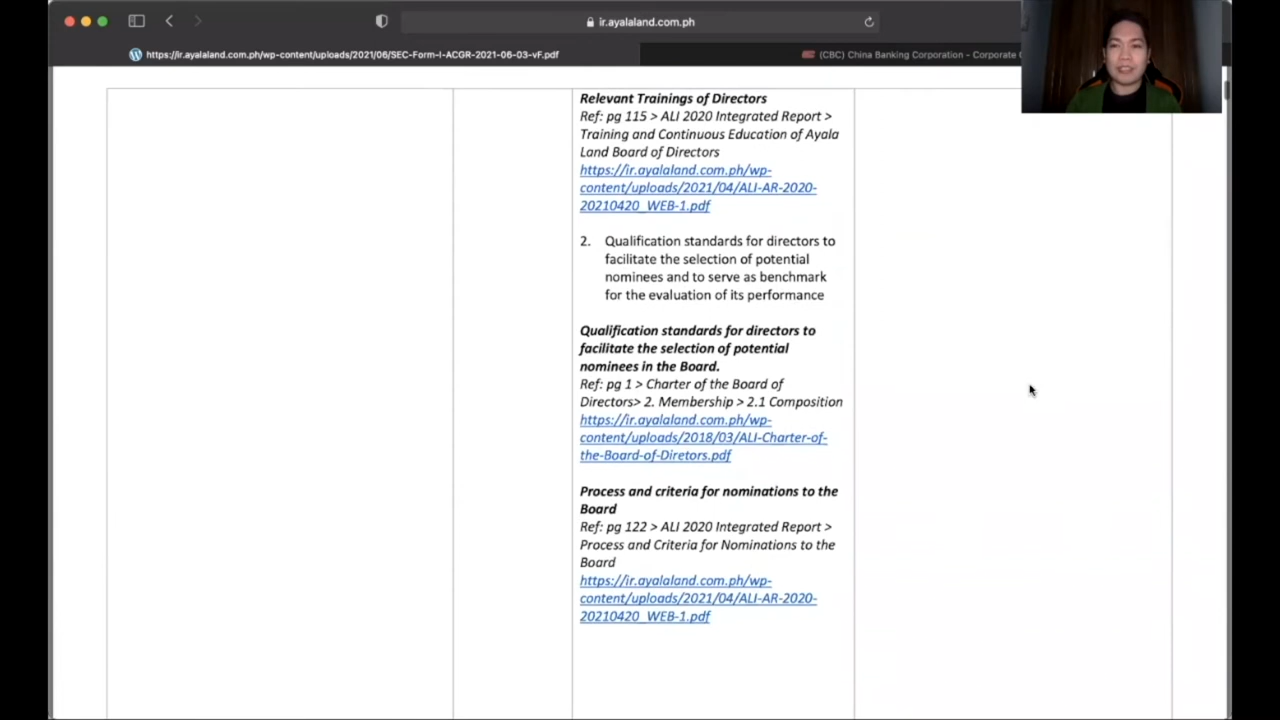 ir.ayalaland.com.ph
https://ir.ayalaland.com.ph/wp-content/uploads/2021/06/SEC-Form-I-ACGR-2021-06-03-vF.pdf
(CBC) China Banking Corporation - Corporate
Relevant Trainings of Directors
Ref: pg 115 > ALI 2020 Integrated Report >
Training and Continuous Education of Ayala
Land Board of Directors
https://ir.ayalaland.com.ph/wp-
content/uploads/2021/04/ALI-AR-2020-
20210420_WEB-1.pdf
2. Qualification standards for directors to
facilitate the selection of potential
nominees and to serve as benchmark
for the evaluation of its performance
Qualification standards for directors to
facilitate the selection of potential
nominees in the Board.
Ref: pg 1 > Charter of the Board of
Directors> 2. Membership > 2.1 Composition
https://ir.ayalaland.com.ph/wp-
content/uploads/2018/03/ALI-Charter-of-
the-Board-of-Diretors.pdf
Process and criteria for nominations to the
Board
Ref: pg 122 > ALI 2020 Integrated Report >
Process and Criteria for Nominations to the
Board
https://ir.ayalaland.com.ph/wp-
content/uploads/2021/04/ALI-AR-2020-
20210420_WEB-1.pdf